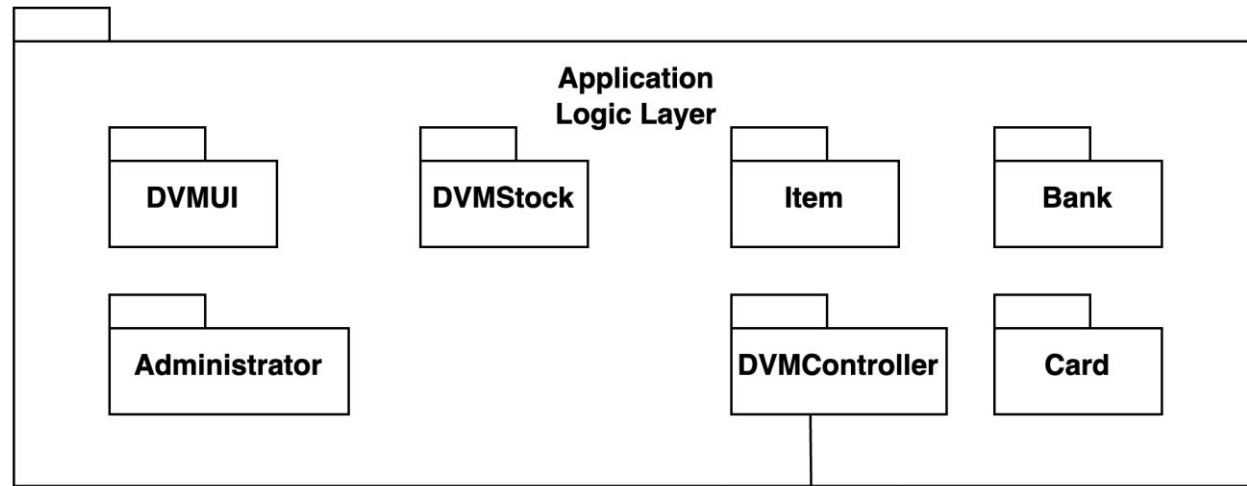 Application
Logic Layer
DVMUI
DVMStock
Item
Bank
Administrator
DVMController
Card